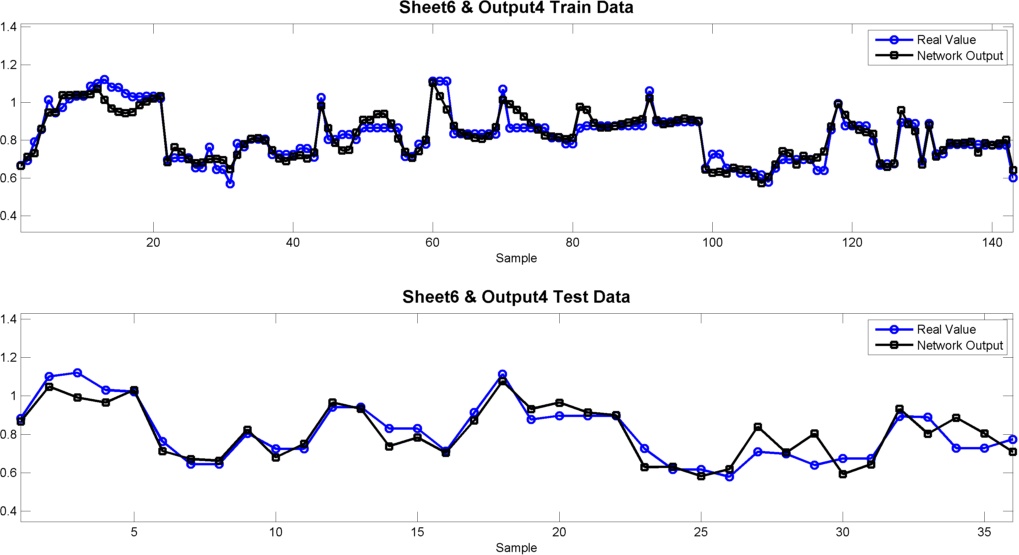 Sheet6 & Output4 Train Data
1.4
1.2
1
0.8
0.6
0.4
Real Value
Network Output
20 40 60 80 100 120 140
Sample
Sheet6 & Output4 Test Data
1.4
1.2
1
0.8
0.6
0.4
Real Value
Network Output
5 10 15 20 25 30 35
Sample